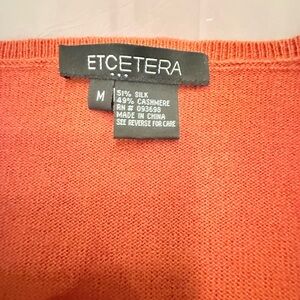 ETCETERA
M
51% SILK
49% CASHMERE
RN # 093698
MADE IN CHINA
SEE REVERSE FOR CARE